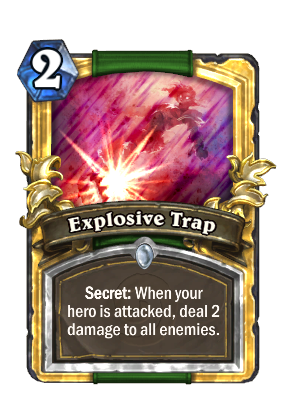 2
Explosive Trap
Secret: When your
hero is attacked, deal 2
damage to all enemies.